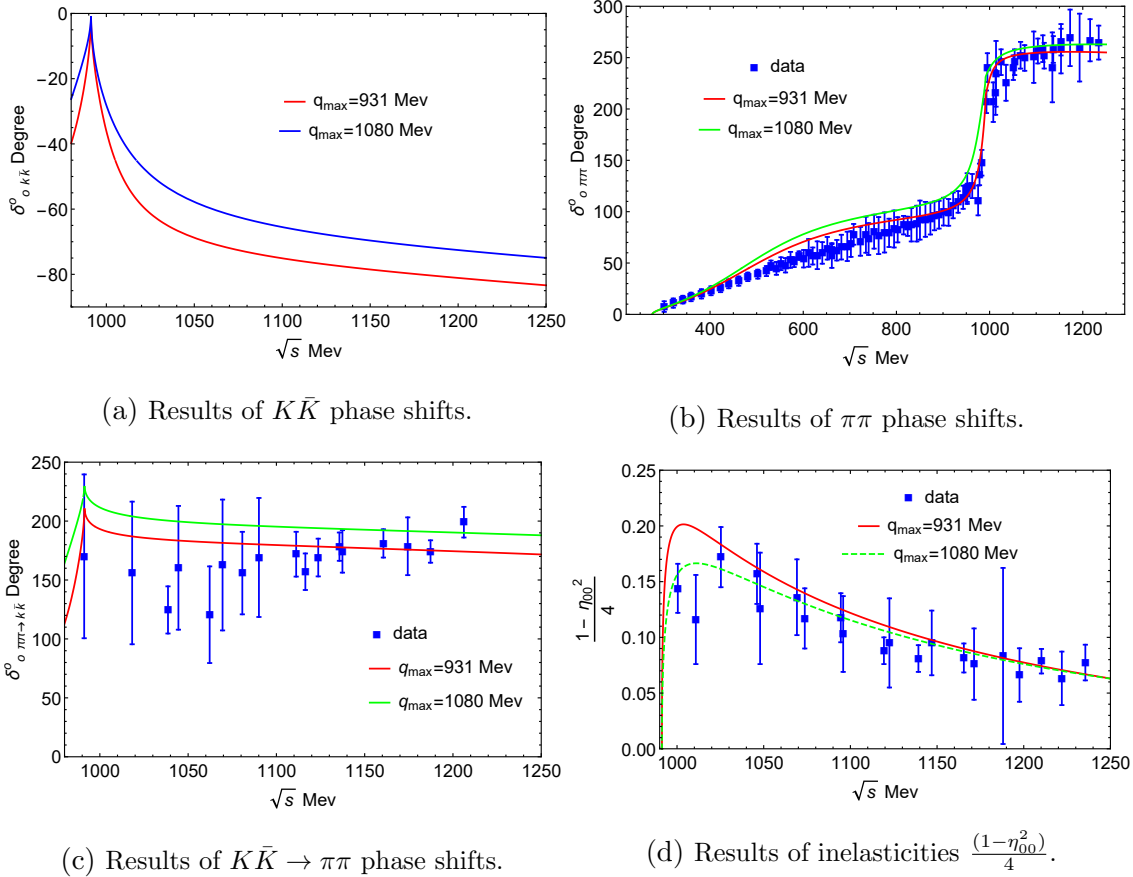 0
−20
−40
−60
−80
1000 1050 1100 1150 1200 1250
√s Mev
δ⁰₀ kk̄ Degree
q_max=931 Mev
q_max=1080 Mev
(a) Results of KK̄ phase shifts.
300
250
200
150
100
50
0
400 600 800 1000 1200
√s Mev
δ⁰₀ ππ Degree
data
q_max=931 Mev
q_max=1080 Mev
(b) Results of ππ phase shifts.
250
200
150
100
50
0
1000 1050 1100 1150 1200 1250
√s Mev
δ⁰₀ ππ→kk̄ Degree
data
q_max=931 Mev
q_max=1080 Mev
(c) Results of KK̄ → ππ phase shifts.
0.25
0.20
0.15
0.10
0.05
0.00
1000 1050 1100 1150 1200 1250
√s Mev
(1 − η₀₀²)/4
data
q_max=931 Mev
q_max=1080 Mev
(d) Results of inelasticities (1−η₀₀²)/4.